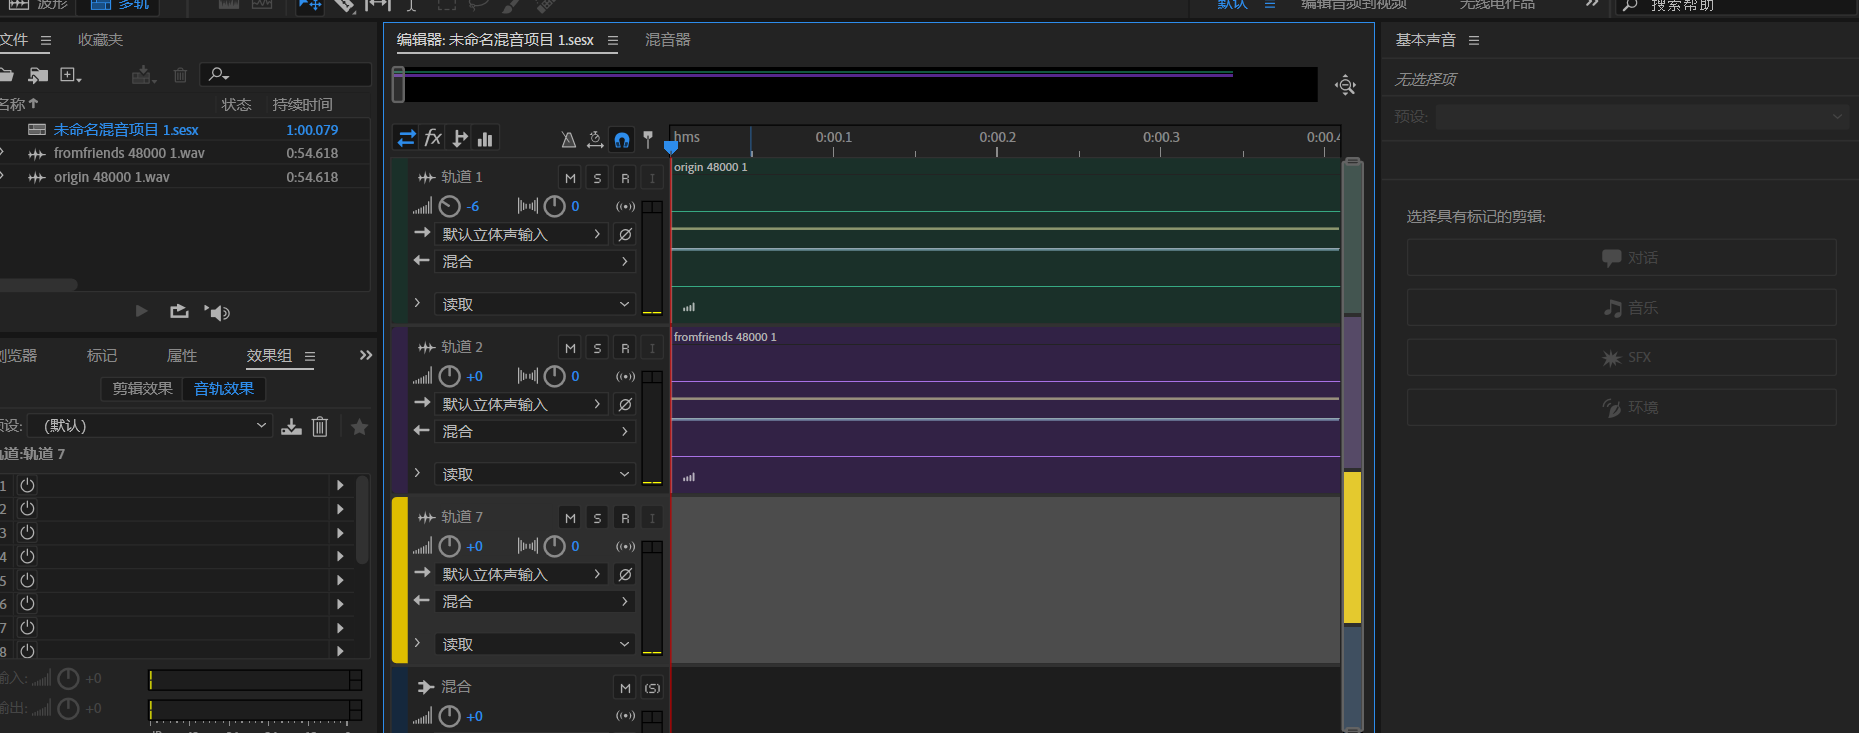 波形
多轨
默认
编辑音频到视频
无线电作品
搜索帮助
文件
收藏夹
名称
状态
持续时间
未命名混音项目 1.sesx
1:00.079
fromfriends 48000 1.wav
0:54.618
origin 48000 1.wav
0:54.618
浏览器
标记
属性
效果组
剪辑效果
音轨效果
预设:
(默认)
轨道:轨道 7
1
2
3
4
5
6
7
8
输入:
+0
输出:
+0
编辑器: 未命名混音项目 1.sesx
混音器
fx
hms
0:00.1
0:00.2
0:00.3
0:00.4
轨道 1
M
S
R
I
-6
0
默认立体声输入
混合
读取
origin 48000 1
轨道 2
M
S
R
I
+0
0
默认立体声输入
混合
读取
fromfriends 48000 1
轨道 7
M
S
R
I
+0
0
默认立体声输入
混合
读取
混合
M
(S)
+0
基本声音
无选择项
预设:
选择具有标记的剪辑:
对话
音乐
SFX
环境